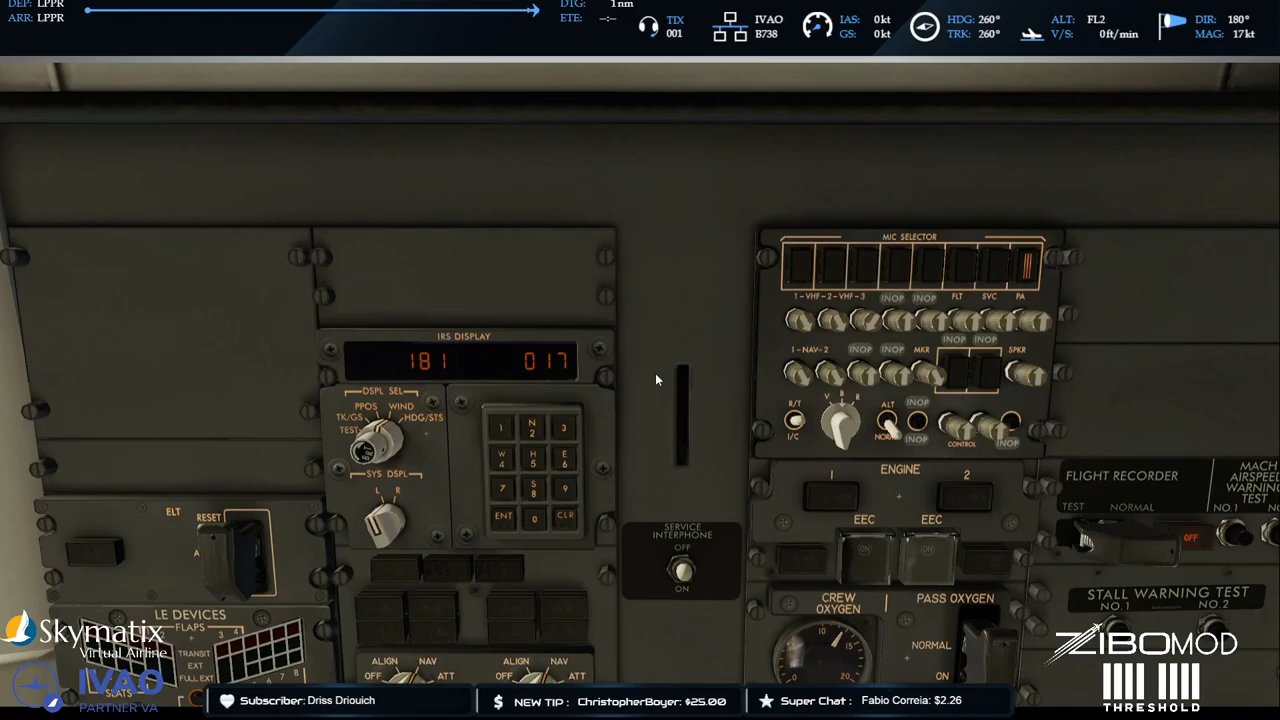 DEP: LPPR
ARR: LPPR
DTG: 1nm
ETE: --:--
TIX
001
IVAO
B738
IAS: 0kt
GS: 0kt
HDG: 260°
TRK: 260°
ALT: FL2
V/S: 0ft/min
DIR: 180°
MAG: 17kt
MIC SELECTOR
1-VHF-2-VHF-3 INOP INOP FLT SVC PA
INOP INOP
1-NAV-2 INOP INOP MKR SPKR
R/T
I/C
V B R
ALT
NORM
INOP
INOP
CONTROL
INOP
IRS DISPLAY
181 017
DSPL SEL
PPOS WIND
TK/GS HDG/STS
TEST
SYS DSPL
L R
1 N 2 3
W 4 H 5 E 6
7 S 8 9
ENT 0 CLR
ELT
RESET
A
LE DEVICES
FLAPS
3 4
TRANSIT
EXT
FULL EXT
7 8
SLATS
ALIGN NAV
OFF ATT
ALIGN NAV
OFF ATT
SERVICE
INTERPHONE
OFF
ON
1 ENGINE 2
EEC EEC
ON ON
CREW
OXYGEN
10
15
20
PASS OXYGEN
NORMAL
ON
FLIGHT RECORDER
TEST NORMAL
OFF
MACH
AIRSPEED
WARNING
TEST
NO.1 NO.
STALL WARNING TEST
NO.1 NO.2
Skymatix
Virtual Airline
IVAO
PARTNER VA
ZIBOMOD
THRESHOLD
Subscriber: Driss Driouich
NEW TIP: ChristopherBoyer: $25.00
Super Chat: Fabio Correia: $2.26